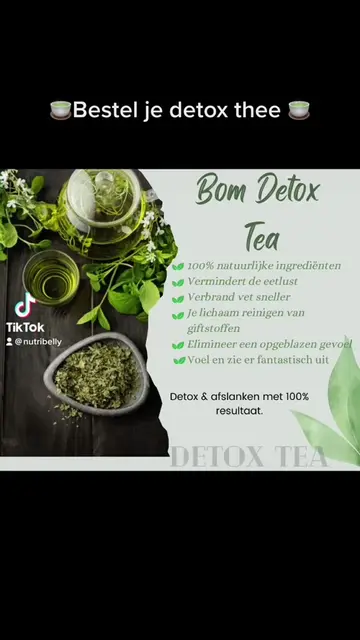 🍵Bestel je detox thee 🍵
Bom Detox
Tea
100% natuurlijke ingrediënten
Vermindert de eetlust
Verbrand vet sneller
Je lichaam reinigen van
giftstoffen
Elimineer een opgeblazen gevoel
Voel en zie er fantastisch uit
TikTok
@nutribelly
Detox & afslanken met 100%
resultaat.
DETOX TEA